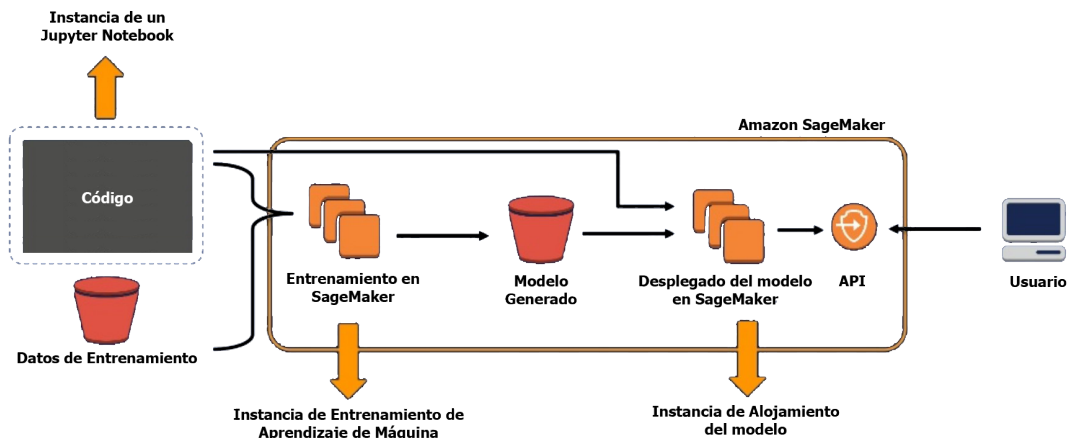 Instancia de un
Jupyter Notebook
Amazon SageMaker
Código
Entrenamiento en
SageMaker
Modelo
Generado
Desplegado del modelo
en SageMaker
API
Usuario
Datos de Entrenamiento
Instancia de Entrenamiento de
Aprendizaje de Máquina
Instancia de Alojamiento
del modelo